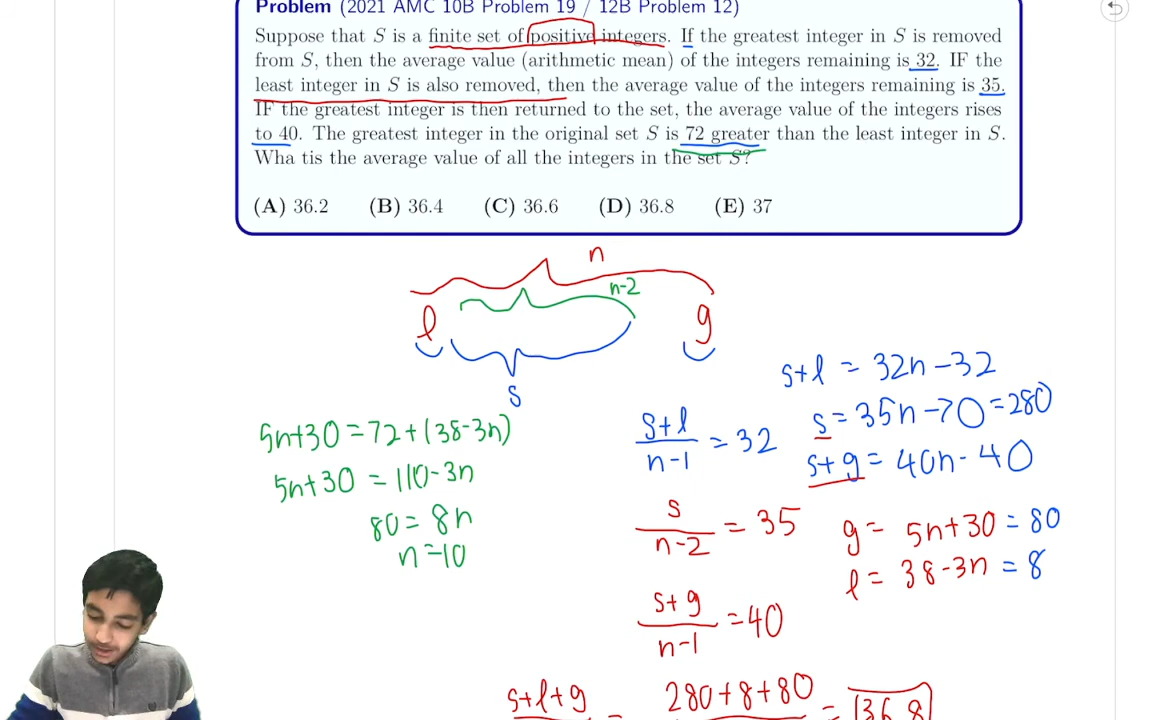 Problem (2021 AMC 10B Problem 19 / 12B Problem 12)
Suppose that S is a finite set of positive integers. If the greatest integer in S is removed
from S, then the average value (arithmetic mean) of the integers remaining is 32. IF the
least integer in S is also removed, then the average value of the integers remaining is 35.
IF the greatest integer is then returned to the set, the average value of the integers rises
to 40. The greatest integer in the original set S is 72 greater than the least integer in S.
Wha tis the average value of all the integers in the set S?
(A) 36.2 (B) 36.4 (C) 36.6 (D) 36.8 (E) 37
n
n-2
l g
s
5n+30 = 72+(38-3n)
5n+30 = 110-3n
80 = 8n
n=10
s+l/n-1 = 32
s/n-2 = 35
s+g/n-1 = 40
s+l = 32n-32
s = 35n-70 = 280
s+g = 40n-40
g = 5n+30 = 80
l = 38-3n = 8
s+l+g = 280+8+80 = 36.8